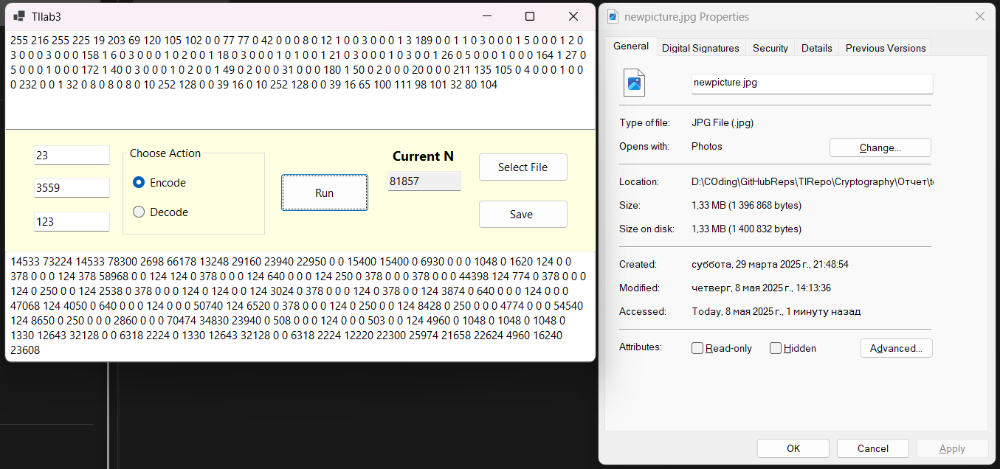 TIlab3
255 216 255 225 19 203 69 120 105 102 0 0 77 77 0 42 0 0 0 8 0 12 1 0 0 3 0 0 0 1 3 189 0 0 1 1 0 3 0 0 0 1 5 0 0 0 1 2 0
3 0 0 0 3 0 0 0 158 1 6 0 3 0 0 0 1 0 2 0 0 1 18 0 3 0 0 0 1 0 1 0 0 1 21 0 3 0 0 0 1 0 3 0 0 1 26 0 5 0 0 0 1 0 0 0 164 1 27 0
5 0 0 0 1 0 0 0 172 1 40 0 3 0 0 0 1 0 2 0 0 1 49 0 2 0 0 0 31 0 0 0 180 1 50 0 2 0 0 0 20 0 0 0 211 135 105 0 4 0 0 0 1 0 0
0 232 0 0 1 32 0 8 0 8 0 8 0 10 252 128 0 0 39 16 0 10 252 128 0 0 39 16 65 100 111 98 101 32 80 104
23
3559
123
Choose Action
Encode
Decode
Run
Current N
81857
Select File
Save
14533 73224 14533 78300 2698 66178 13248 29160 23940 22950 0 0 15400 15400 0 6930 0 0 0 1048 0 1620 124 0 0
378 0 0 0 124 378 58968 0 0 124 124 0 378 0 0 0 124 640 0 0 0 124 250 0 378 0 0 0 378 0 0 0 44398 124 774 0 378 0 0 0
124 0 250 0 0 124 2538 0 378 0 0 0 124 0 124 0 0 124 3024 0 378 0 0 0 124 0 378 0 0 124 3874 0 640 0 0 0 124 0 0 0
47068 124 4050 0 640 0 0 0 124 0 0 0 50740 124 6520 0 378 0 0 0 124 0 250 0 0 124 8428 0 250 0 0 0 4774 0 0 0 54540
124 8650 0 250 0 0 0 2860 0 0 0 70474 34830 23940 0 508 0 0 0 124 0 0 0 503 0 0 124 4960 0 1048 0 1048 0 1048 0
1330 12643 32128 0 0 6318 2224 0 1330 12643 32128 0 0 6318 2224 12220 22300 25974 21658 22624 4960 16240
23608
newpicture.jpg Properties
General
Digital Signatures
Security
Details
Previous Versions
newpicture.jpg
Type of file: JPG File (.jpg)
Opens with: Photos
Change...
Location: D:\COding\GitHubReps\TIRepo\Cryptography\Отчет\te
Size: 1,33 MB (1 396 868 bytes)
Size on disk: 1,33 MB (1 400 832 bytes)
Created: суббота, 29 марта 2025 г., 21:48:54
Modified: четверг, 8 мая 2025 г., 14:13:36
Accessed: Today, 8 мая 2025 г., 1 минуту назад
Attributes:
Read-only
Hidden
Advanced...
OK
Cancel
Apply